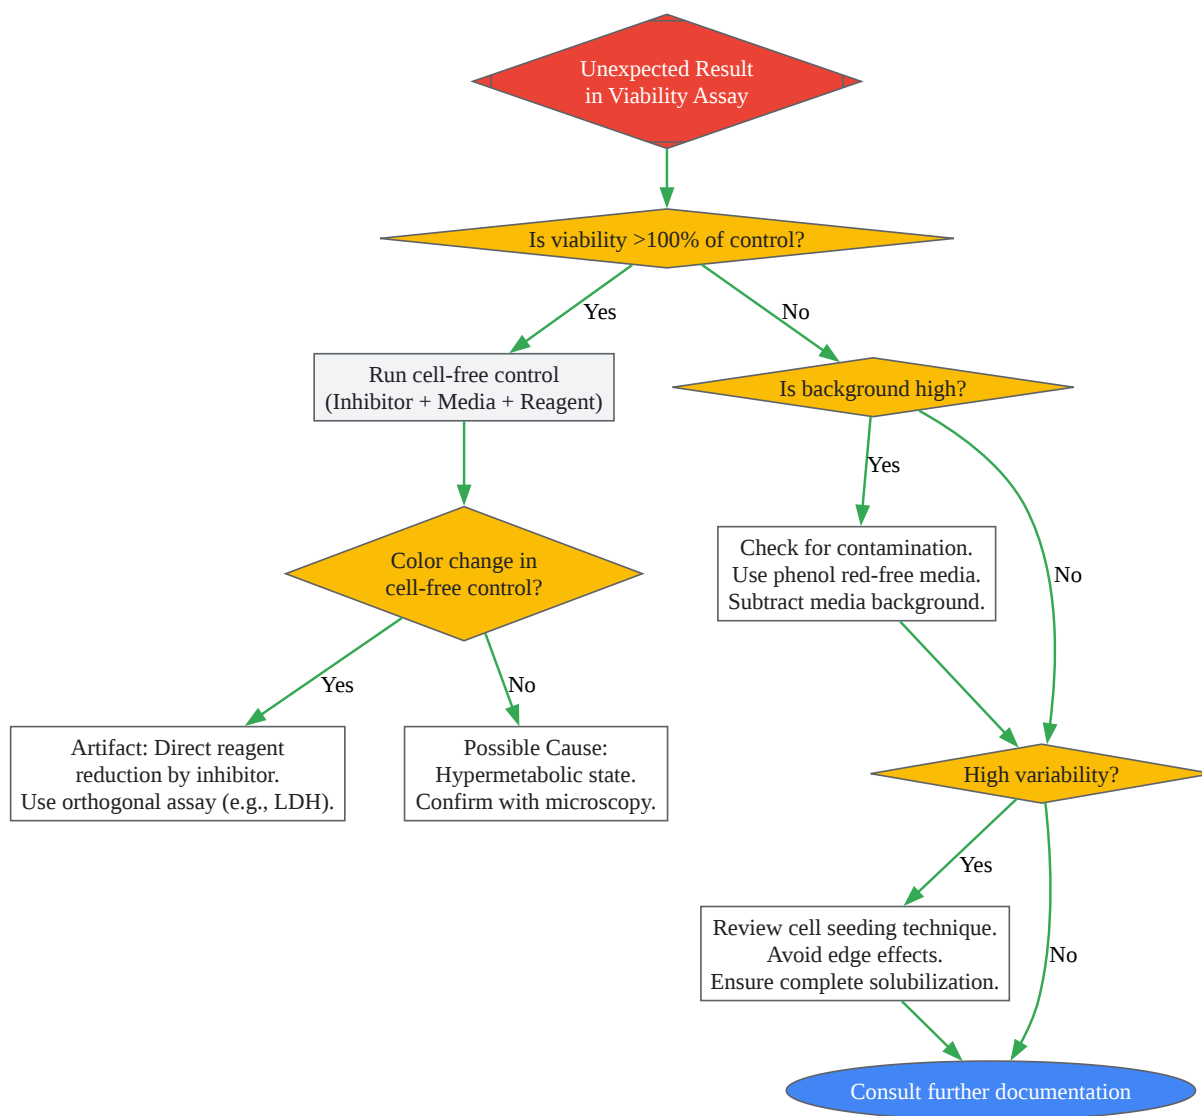 Unexpected Result
in Viability Assay
Is viability >100% of control?
Yes
No
Run cell-free control
(Inhibitor + Media + Reagent)
Is background high?
Yes
No
Check for contamination.
Use phenol red-free media.
Subtract media background.
Color change in
cell-free control?
Yes
No
Artifact: Direct reagent
reduction by inhibitor.
Use orthogonal assay (e.g., LDH).
Possible Cause:
Hypermetabolic state.
Confirm with microscopy.
High variability?
Yes
No
Review cell seeding technique.
Avoid edge effects.
Ensure complete solubilization.
Consult further documentation